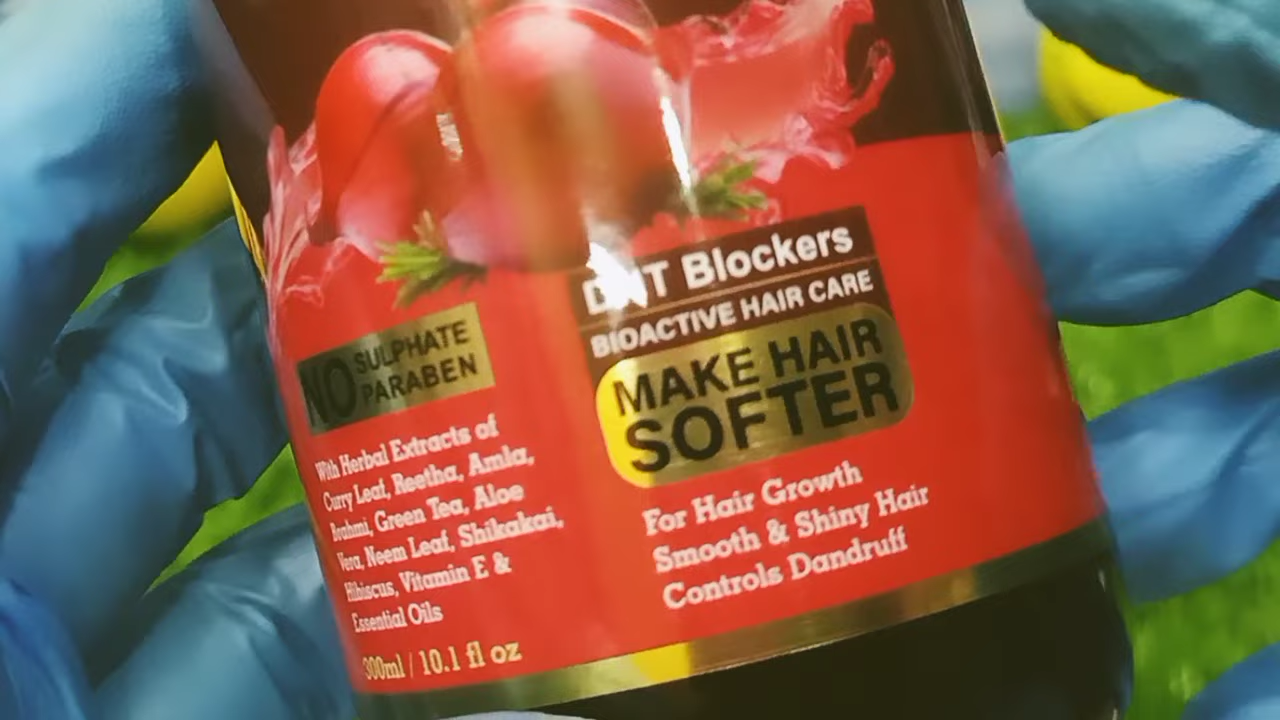 DHT Blockers
BIOACTIVE HAIR CARE
MAKE HAIR
SOFTER
For Hair Growth
Smooth & Shiny Hair
Controls Dandruff
NO SULPHATE
PARABEN
With Herbal Extracts of
Curry Leaf, Reetha, Amla,
Brahmi, Green Tea, Aloe
Vera, Neem Leaf, Shikakai,
Hibiscus, Vitamin E &
Essential Oils
300ml / 10.1 fl oz